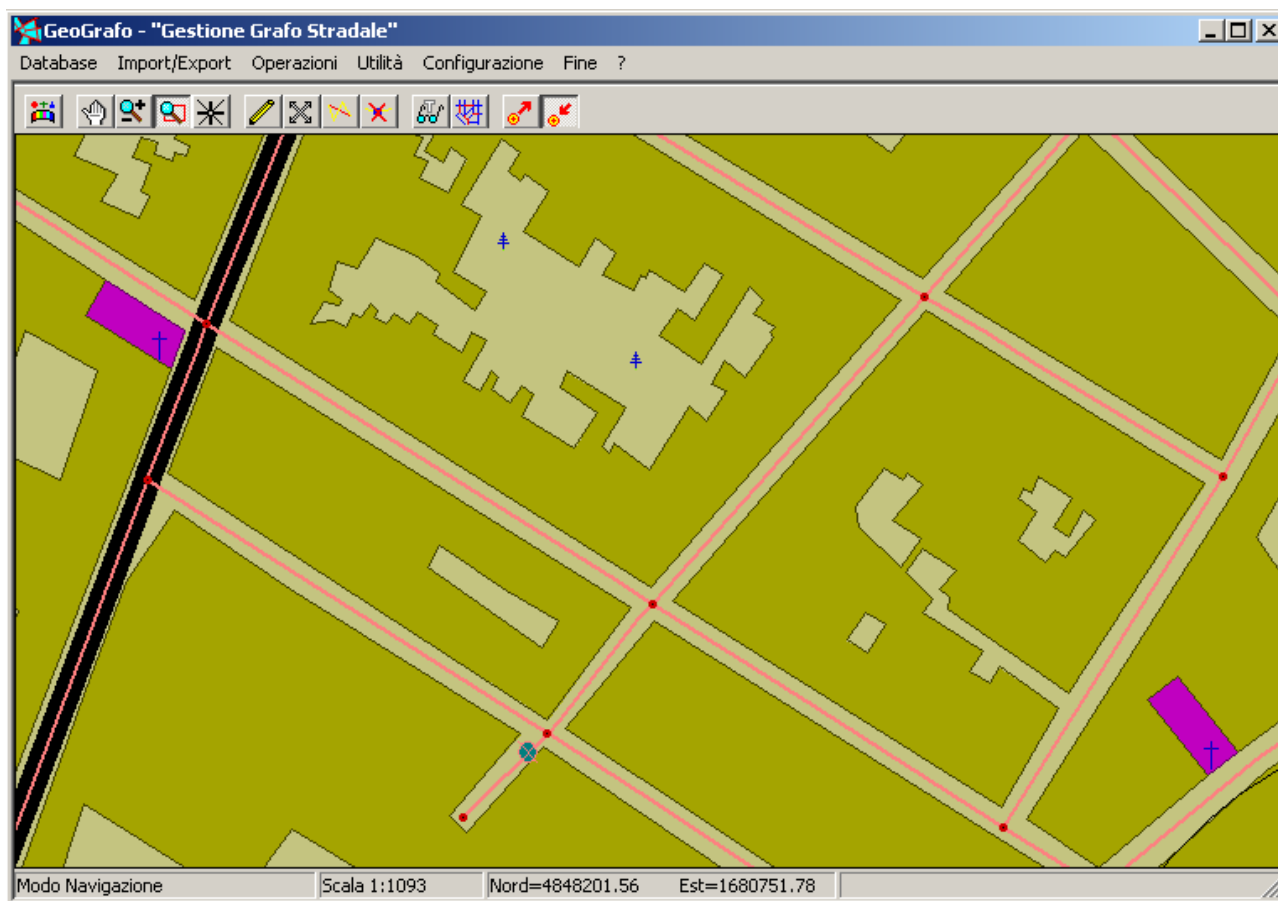 GeoGrafo - "Gestione Grafo Stradale"
Database Import/Export Operazioni Utilità Configurazione Fine ?
Modo Navigazione Scala 1:1093 Nord=4848201.56 Est=1680751.78